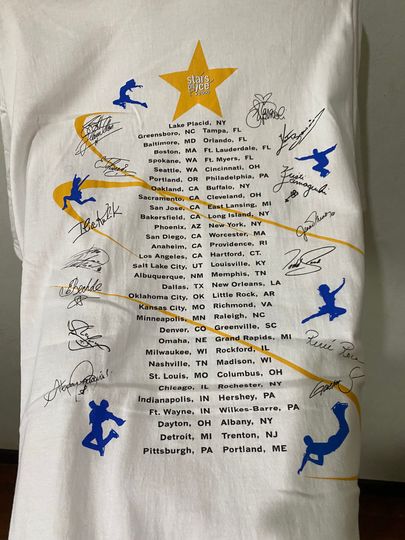 stars
on ice
Lake Placid, NY
Greensboro, NC Tampa, FL
Baltimore, MD Orlando, FL
Boston, MA Ft. Lauderdale, FL
Spokane, WA Ft. Myers, FL
Seattle, WA Cincinnati, OH
Portland, OR Philadelphia, PA
Oakland, CA Buffalo, NY
Sacramento, CA Cleveland, OH
San Jose, CA East Lansing, MI
Bakersfield, CA Long Island, NY
Phoenix, AZ New York, NY
San Diego, CA Worcester, MA
Anaheim, CA Providence, RI
Los Angeles, CA Hartford, CT.
Salt Lake City, UT Louisville, KY
Albuquerque, NM Memphis, TN
Dallas, TX New Orleans, LA
Oklahoma City, OK Little Rock, AR
Kansas City, MO Richmond, VA
Minneapolis, MN Raleigh, NC
Denver, CO Greenville, SC
Omaha, NE Grand Rapids, MI
Milwaukee, WI Rockford, IL
Nashville, TN Madison, WI
St. Louis, MO Columbus, OH
Chicago, IL Rochester, NY
Indianapolis, IN Hershey, PA
Ft. Wayne, IN Wilkes-Barre, PA
Dayton, OH Albany, NY
Detroit, MI Trenton, NJ
Pittsburgh, PA Portland, ME
Kristi
Yamaguchi